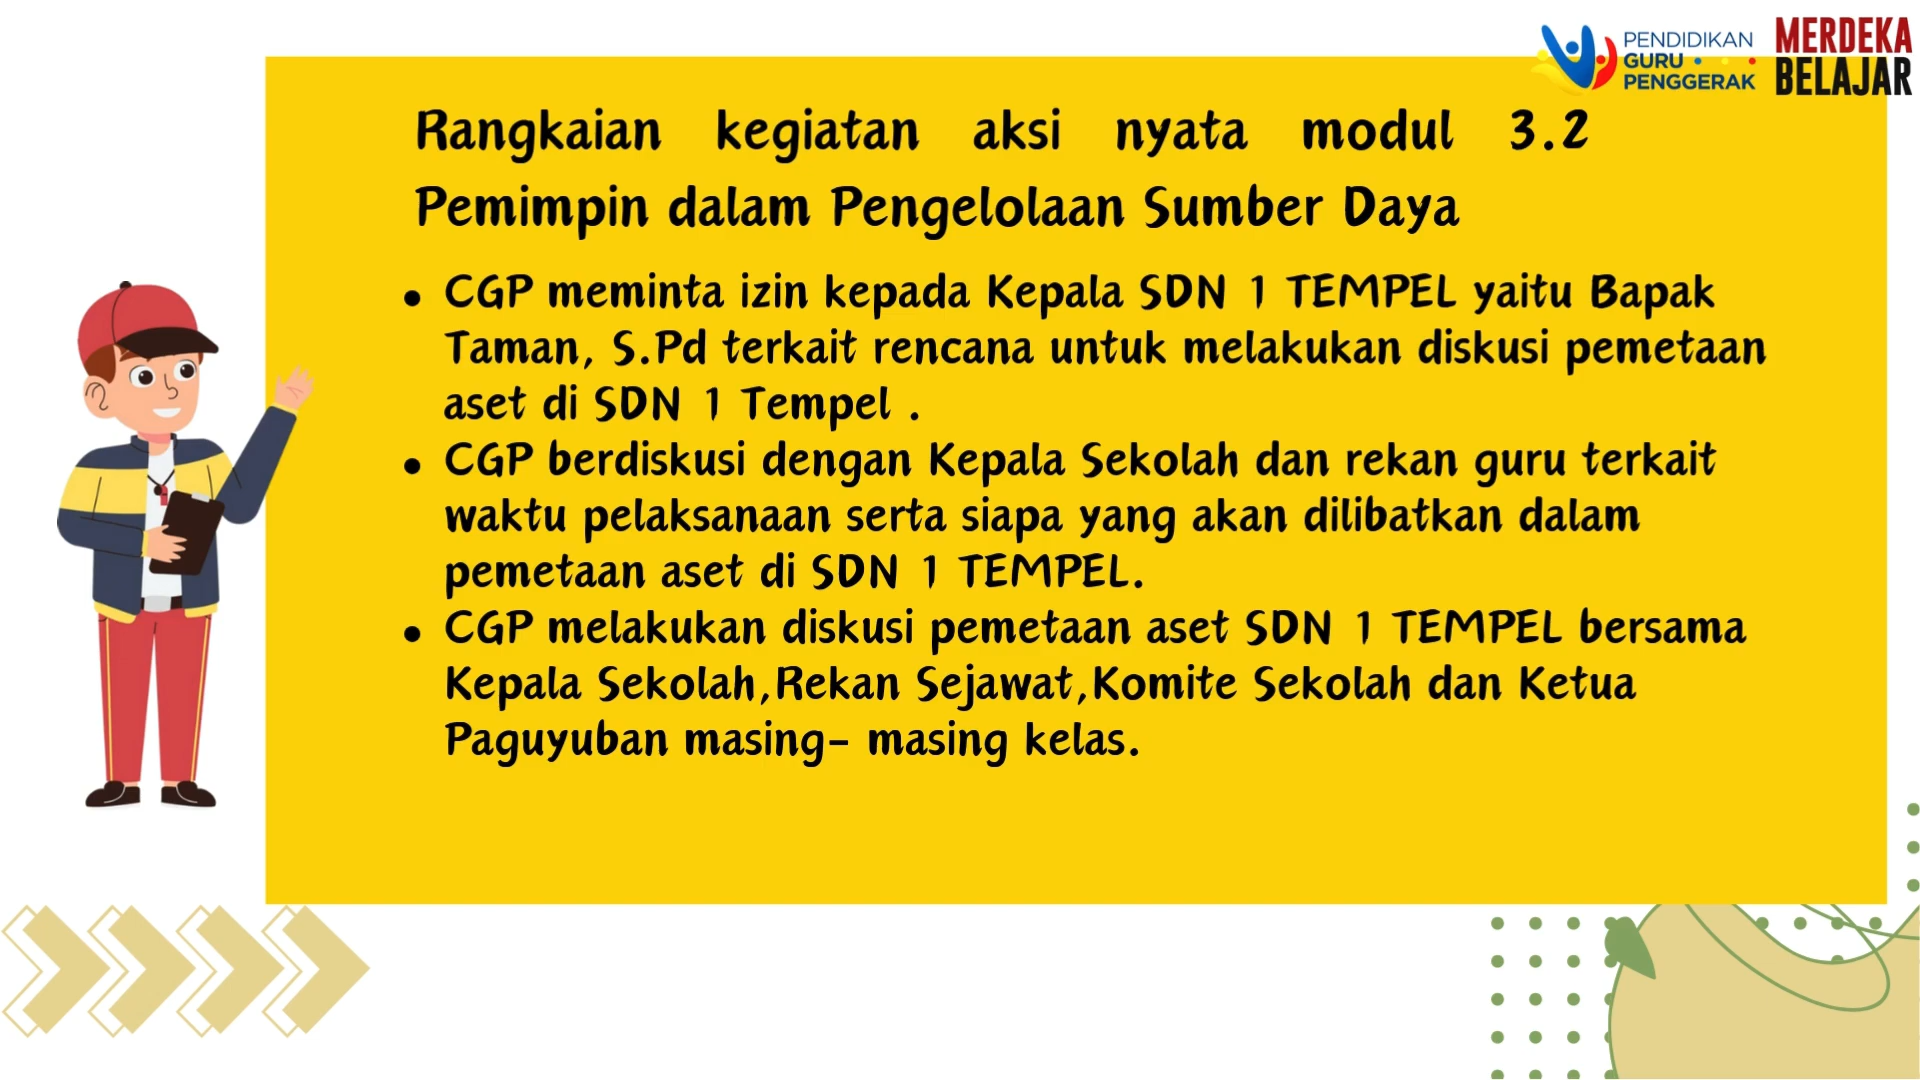 PENDIDIKAN
GURU
PENGGERAK
MERDEKA
BELAJAR
Rangkaian kegiatan aksi nyata modul 3.2
Pemimpin dalam Pengelolaan Sumber Daya
• CGP meminta izin kepada Kepala SDN 1 TEMPEL yaitu Bapak
Taman, S.Pd terkait rencana untuk melakukan diskusi pemetaan
aset di SDN 1 Tempel .
• CGP berdiskusi dengan Kepala Sekolah dan rekan guru terkait
waktu pelaksanaan serta siapa yang akan dilibatkan dalam
pemetaan aset di SDN 1 TEMPEL.
• CGP melakukan diskusi pemetaan aset SDN 1 TEMPEL bersama
Kepala Sekolah,Rekan Sejawat,Komite Sekolah dan Ketua
Paguyuban masing- masing kelas.